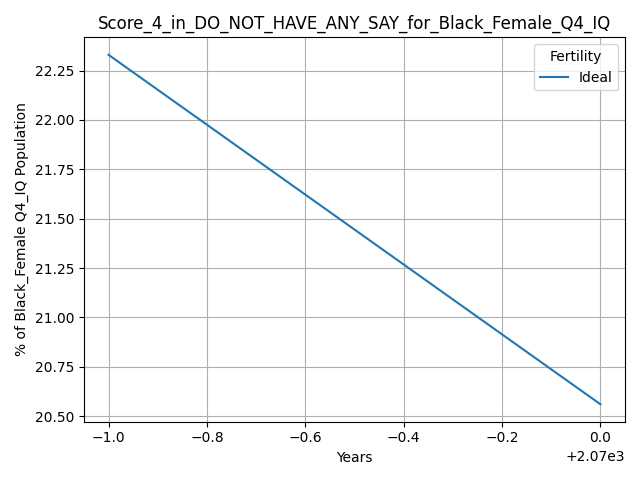 Score_4_in_DO_NOT_HAVE_ANY_SAY_for_Black_Female_Q4_IQ
Fertility
Ideal
% of Black_Female Q4_IQ Population
22.25
22.00
21.75
21.50
21.25
21.00
20.75
20.50
−1.0 −0.8 −0.6 −0.4 −0.2 0.0
+2.07e3
Years